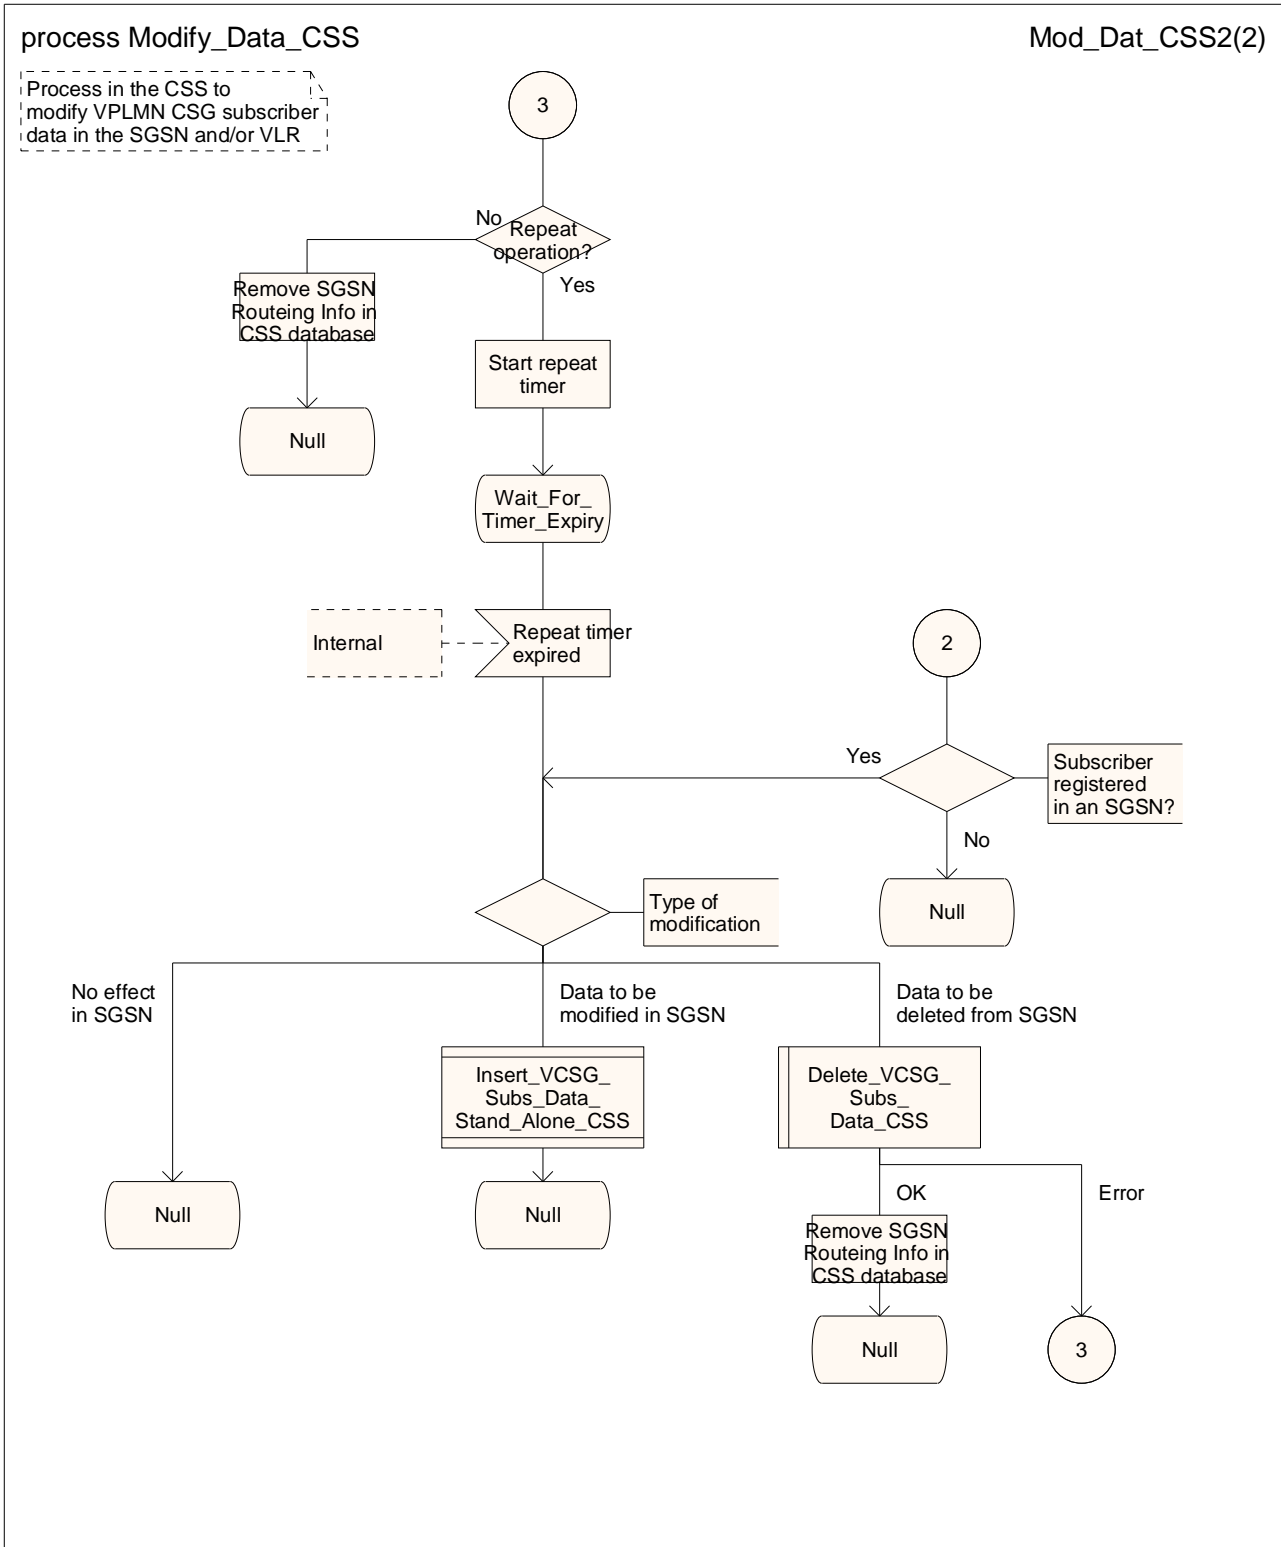 process Modify_Data_CSS
Mod_Dat_CSS2(2)
Process in the CSS to
modify VPLMN CSG subscriber
data in the SGSN and/or VLR
3
No
Repeat
operation?
Yes
Remove SGSN
Routeing Info in
CSS database
Start repeat
timer
Null
Wait_For_
Timer_Expiry
Internal
Repeat timer
expired
2
Yes
Subscriber
registered
in an SGSN?
No
Type of
modification
Null
No effect
in SGSN
Data to be
modified in SGSN
Data to be
deleted from SGSN
Insert_VCSG_
Subs_Data_
Stand_Alone_CSS
Delete_VCSG_
Subs_
Data_CSS
OK
Error
Null
Null
Remove SGSN
Routeing Info in
CSS database
Null
3